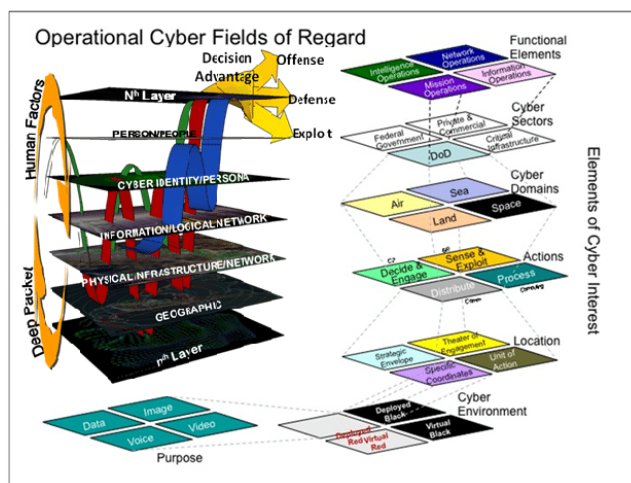 Operational Cyber Fields of Regard
Decision
Advantage
Offense
Defense
Exploit
Human Factors
Deep Packet
Nth Layer
PERSON/PEOPLE
CYBER IDENTITY/PERSONA
INFORMATION/LOGICAL NETWORK
PHYSICAL INFRASTRUCTURE/NETWORK
GEOGRAPHIC
nth Layer
Functional
Elements
Network
Operations
Intelligence
Operations
Information
Operations
Mission
Operations
Cyber
Sectors
Private &
Commercial
Federal
Government
Critical
Infrastructure
DoD
Cyber
Domains
Sea
Air
Space
Land
Actions
C2
Sense &
Exploit
Decide &
Engage
Process
Distribute
Location
Theater of
Engagement
Strategic
Envelope
Unit of
Action
Specific
Coordinates
Cyber
Environment
Deployed
Black
Virtual
Black
Deployed
Red
Virtual
Red
Elements of Cyber Interest
Image
Data
Video
Voice
Purpose